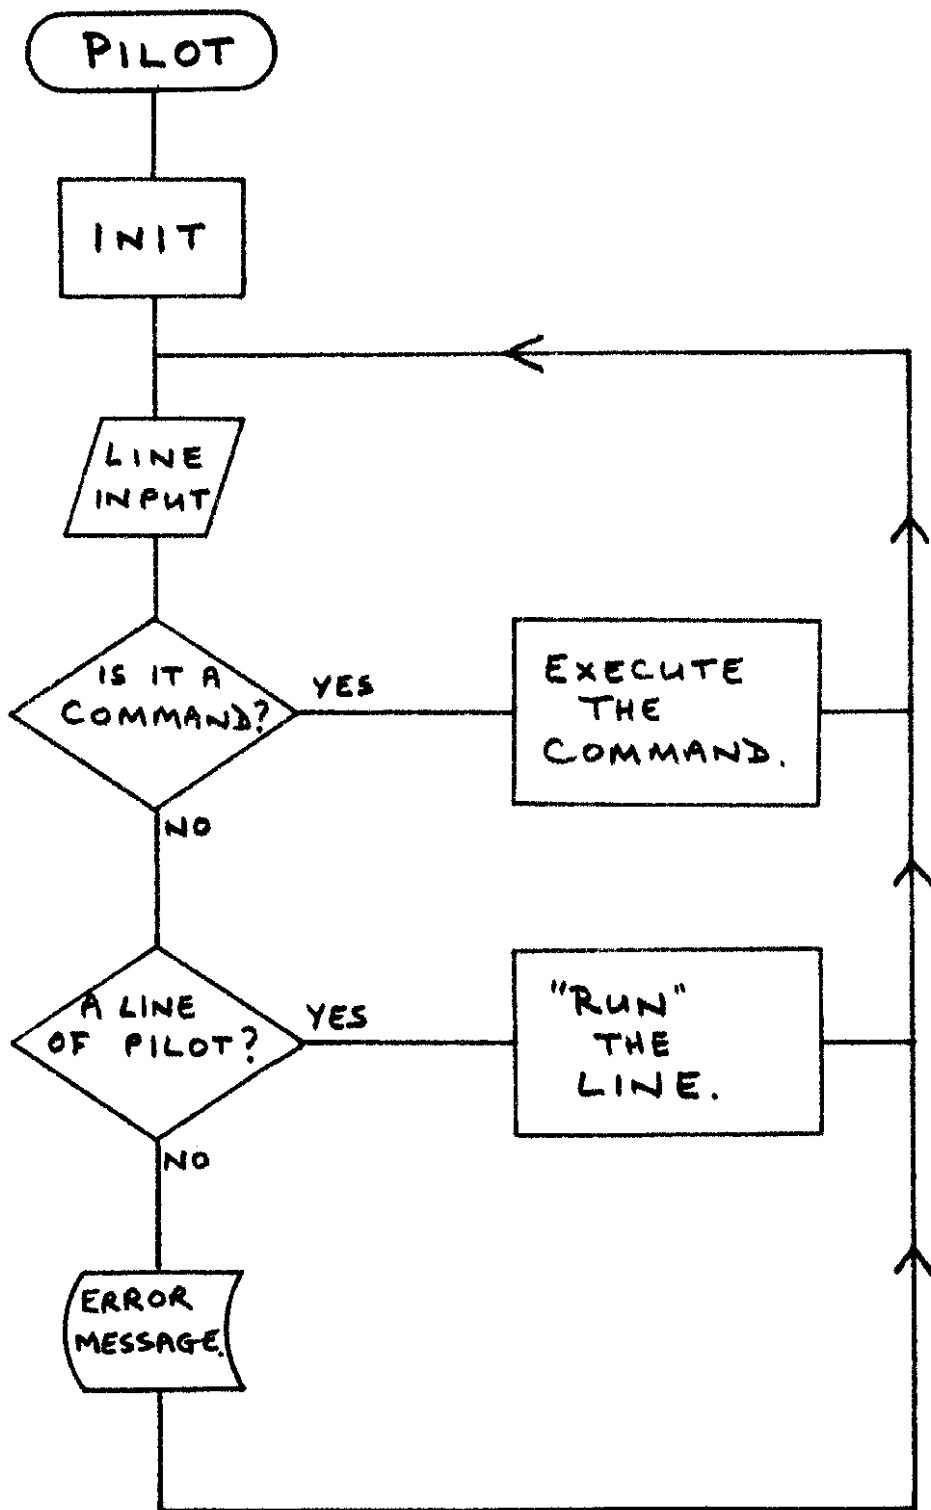 PILOT
INIT
LINE
INPUT
IS IT A
COMMAND?
YES
EXECUTE
THE
COMMAND.
NO
A LINE
OF PILOT?
YES
"RUN"
THE
LINE.
NO
ERROR
MESSAGE.